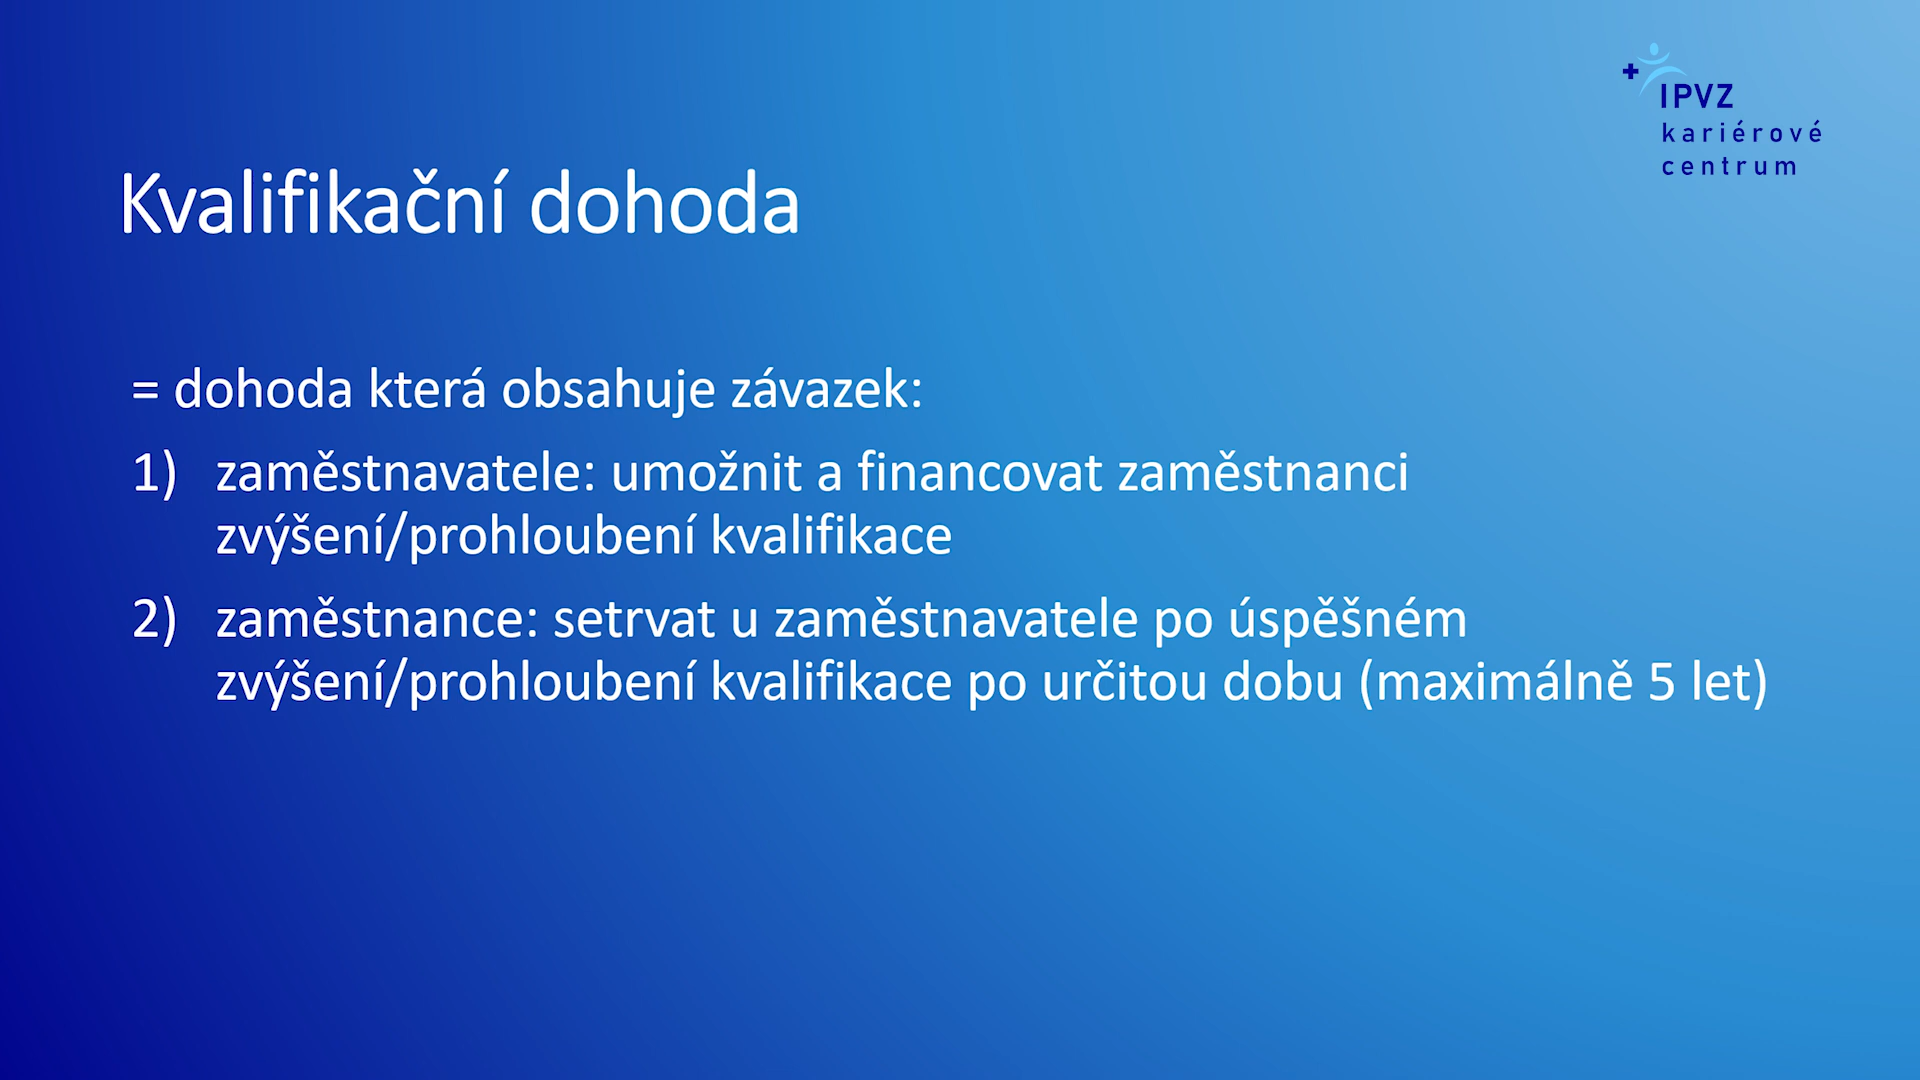 IPVZ
kariérové
centrum
Kvalifikační dohoda
= dohoda která obsahuje závazek:
1) zaměstnavatele: umožnit a financovat zaměstnanci
zvýšení/prohloubení kvalifikace
2) zaměstnance: setrvat u zaměstnavatele po úspěšném
zvýšení/prohloubení kvalifikace po určitou dobu (maximálně 5 let)